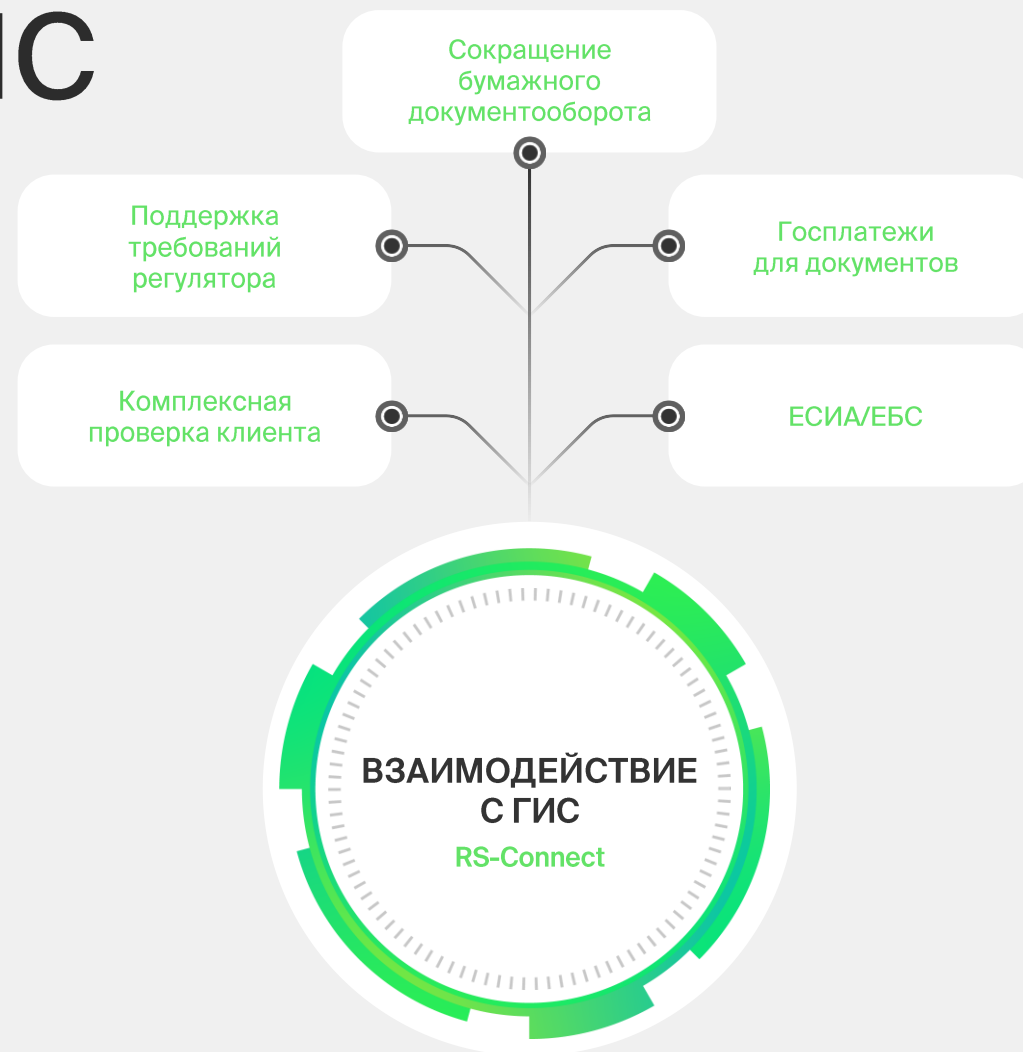 ИС
Сокращение
бумажного
документооборота
Поддержка
требований
регулятора
Госплатежи
для документов
Комплексная
проверка клиента
ЕСИА/ЕБС
ВЗАИМОДЕЙСТВИЕ
С ГИС
RS-Connect